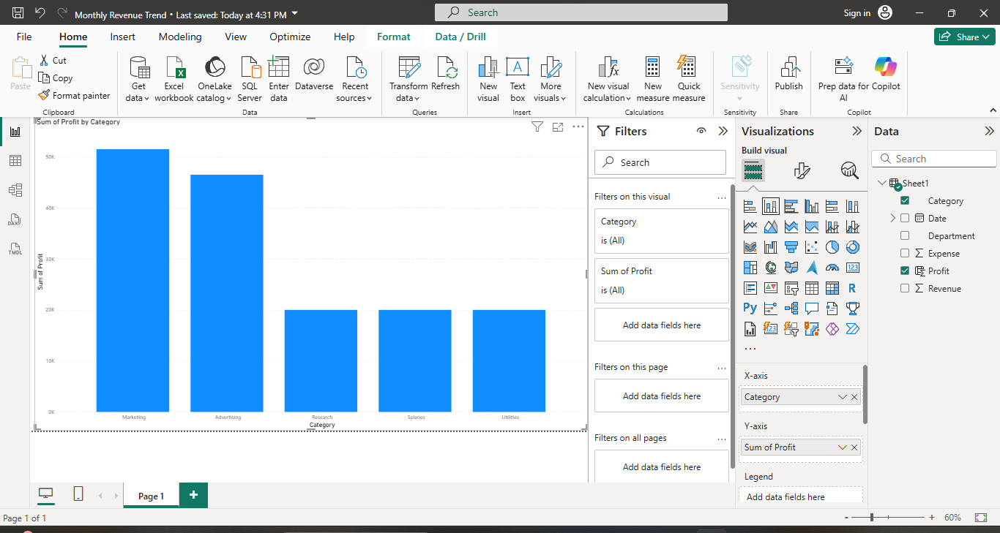 Monthly Revenue Trend • Last saved: Today at 4:31 PM
Search
Sign in
File
Home
Insert
Modeling
View
Optimize
Help
Format
Data / Drill
Share
Paste
Cut
Copy
Format painter
Clipboard
Get data
Excel workbook
OneLake catalog
SQL Server
Enter data
Dataverse
Recent sources
Data
Transform data
Refresh
Queries
New visual
Text box
More visuals
Insert
New visual calculation
New measure
Quick measure
Calculations
Sensitivity
Sensitivity
Publish
Share
Prep data for AI
Copilot
Copilot
Sum of Profit by Category
50K
40K
30K
20K
10K
0K
Sum of Profit
Marketing
Advertising
Research
Salaries
Utilities
Category
Filters
Search
Filters on this visual
Category
is (All)
Sum of Profit
is (All)
Add data fields here
Filters on this page
Add data fields here
Filters on all pages
Add data fields here
Visualizations
Build visual
123
R
Py
123
X-axis
Category
Y-axis
Sum of Profit
Legend
Add data fields here
Data
Search
Sheet1
Category
Date
Department
Expense
Profit
Revenue
DAX
TMDL
Page 1
Page 1 of 1
- + 60%